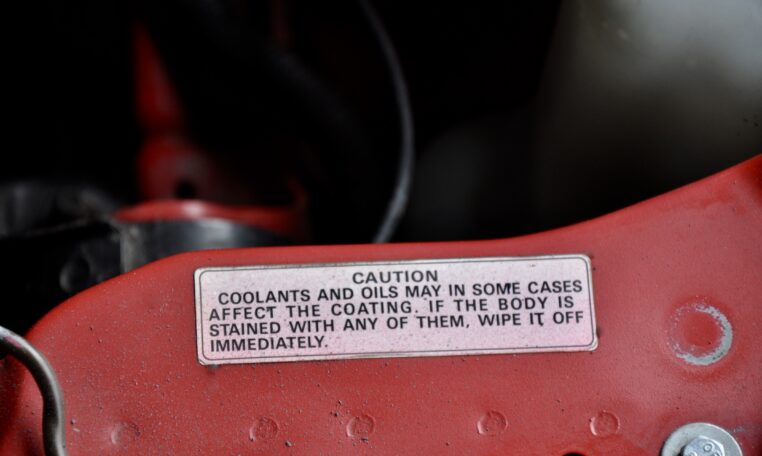 CAUTION
COOLANTS AND OILS MAY IN SOME CASES
AFFECT THE COATING. IF THE BODY IS
STAINED WITH ANY OF THEM, WIPE IT OFF
IMMEDIATELY.